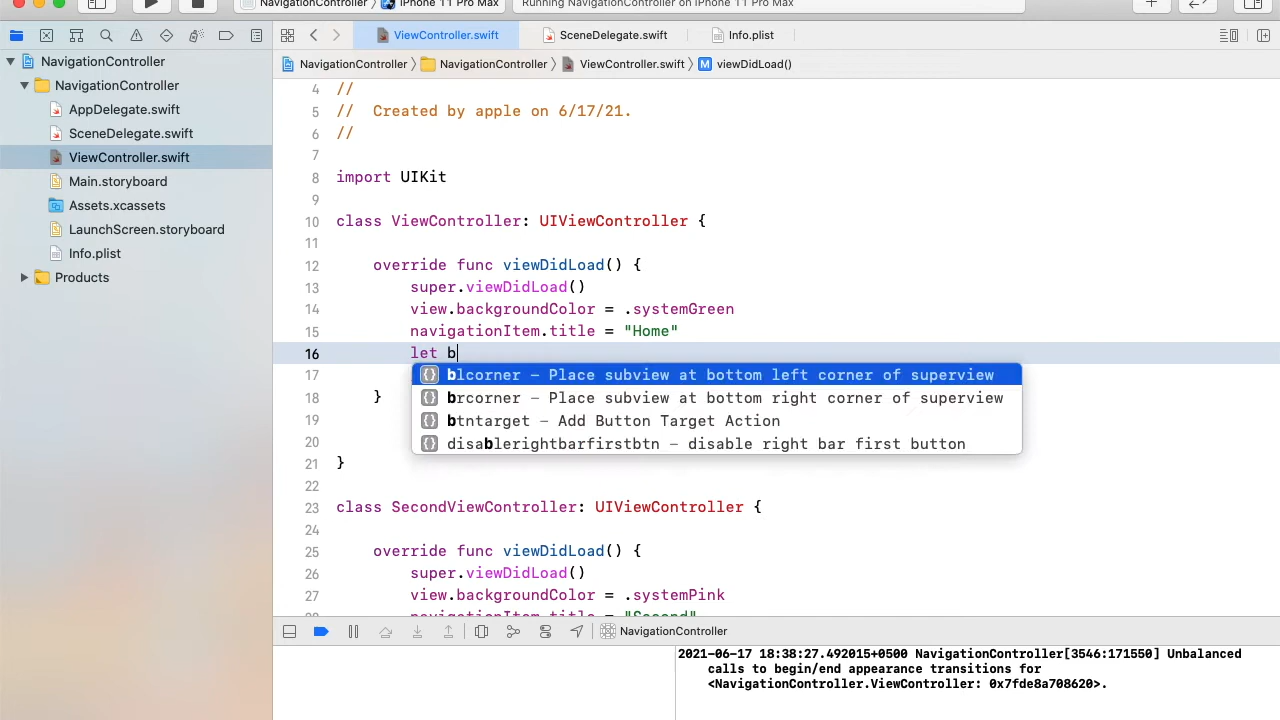 NavigationController 〉 iPhone 11 Pro Max
Running NavigationController on iPhone 11 Pro Max
ViewController.swift
SceneDelegate.swift
Info.plist
NavigationController 〉 NavigationController 〉 ViewController.swift 〉 M viewDidLoad()
NavigationController
NavigationController
AppDelegate.swift
SceneDelegate.swift
ViewController.swift
Main.storyboard
Assets.xcassets
LaunchScreen.storyboard
Info.plist
Products
4 //
5 //  Created by apple on 6/17/21.
6 //
7
8 import UIKit
9
10 class ViewController: UIViewController {
11
12 override func viewDidLoad() {
13 super.viewDidLoad()
14 view.backgroundColor = .systemGreen
15 navigationItem.title = "Home"
16 let b
{} blcorner – Place subview at bottom left corner of superview
{} brcorner – Place subview at bottom right corner of superview
{} btntarget – Add Button Target Action
{} disablerightbarfirstbtn – disable right bar first button
17
18 }
19
20
21 }
22
23 class SecondViewController: UIViewController {
24
25 override func viewDidLoad() {
26 super.viewDidLoad()
27 view.backgroundColor = .systemPink
28 navigationItem.title = "Second"
NavigationController
2021-06-17 18:38:27.492015+0500 NavigationController[3546:171550] Unbalanced
calls to begin/end appearance transitions for
<NavigationController.ViewController: 0x7fde8a708620>.